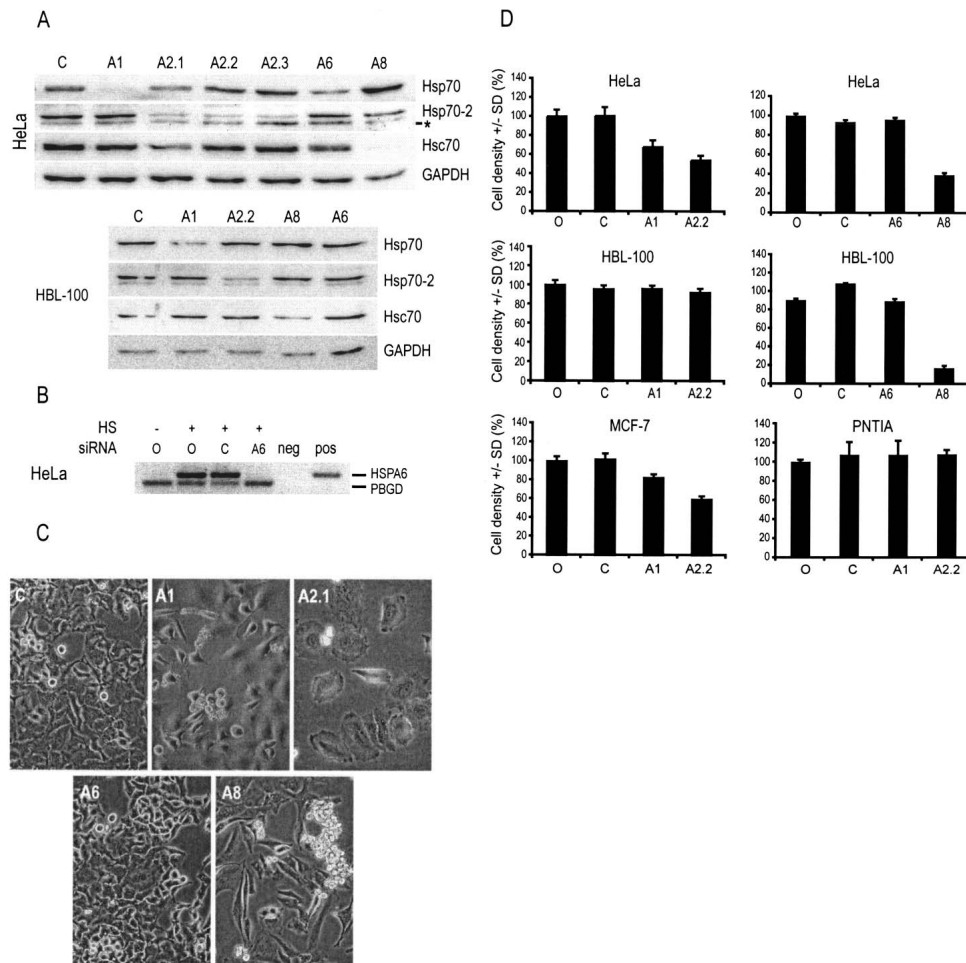 A
C A1 A2.1 A2.2 A2.3 A6 A8
HeLa
Hsp70
Hsp70-2
*
Hsc70
GAPDH
C A1 A2.2 A8 A6
HBL-100
Hsp70
Hsp70-2
Hsc70
GAPDH
B
HS - + + +
siRNA O O C A6 neg pos
HeLa
HSPA6
PBGD
C
C
A1
A2.1
A6
A8
D
HeLa
Cell density +/- SD (%)
140
120
100
80
60
40
20
0
O C A1 A2.2
HeLa
140
120
100
80
60
40
20
0
O C A6 A8
HBL-100
Cell density +/- SD (%)
140
120
100
80
60
40
20
0
O C A1 A2.2
HBL-100
140
120
100
80
60
40
20
0
O C A6 A8
MCF-7
Cell density +/- SD (%)
140
120
100
80
60
40
20
0
O C A1 A2.2
PNTIA
140
120
100
80
60
40
20
0
O C A1 A2.2